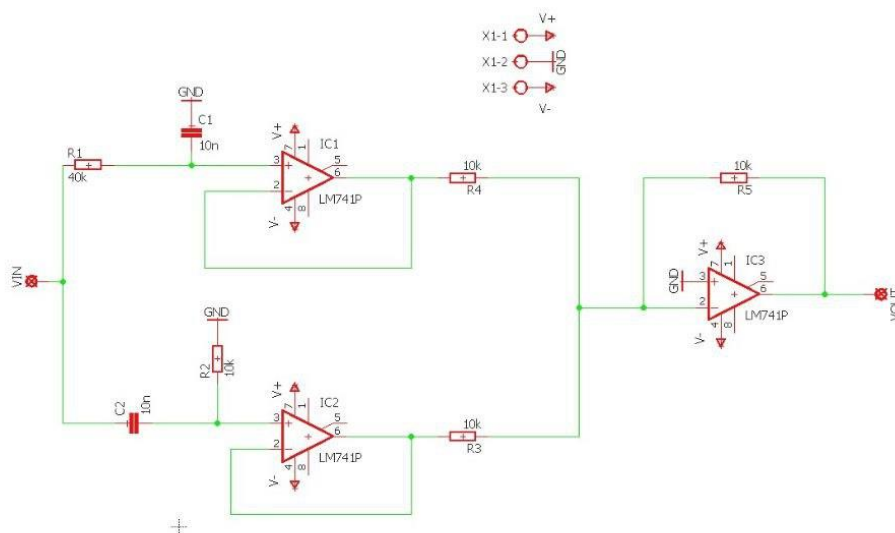 V+
X1-1
X1-2
GND
X1-3
V-
GND
C1
10n
R1
40k
V+
7
1
IC1
3
+
5
2
-
6
+
4
8
LM741P
V-
10k
R4
10k
R5
VIN
V+
7
1
IC3
GND
3
+
5
2
-
6
+
4
8
LM741P
V-
GND
R2
10k
C2
10n
V+
7
1
IC2
3
+
5
2
-
6
+
4
8
LM741P
V-
10k
R3